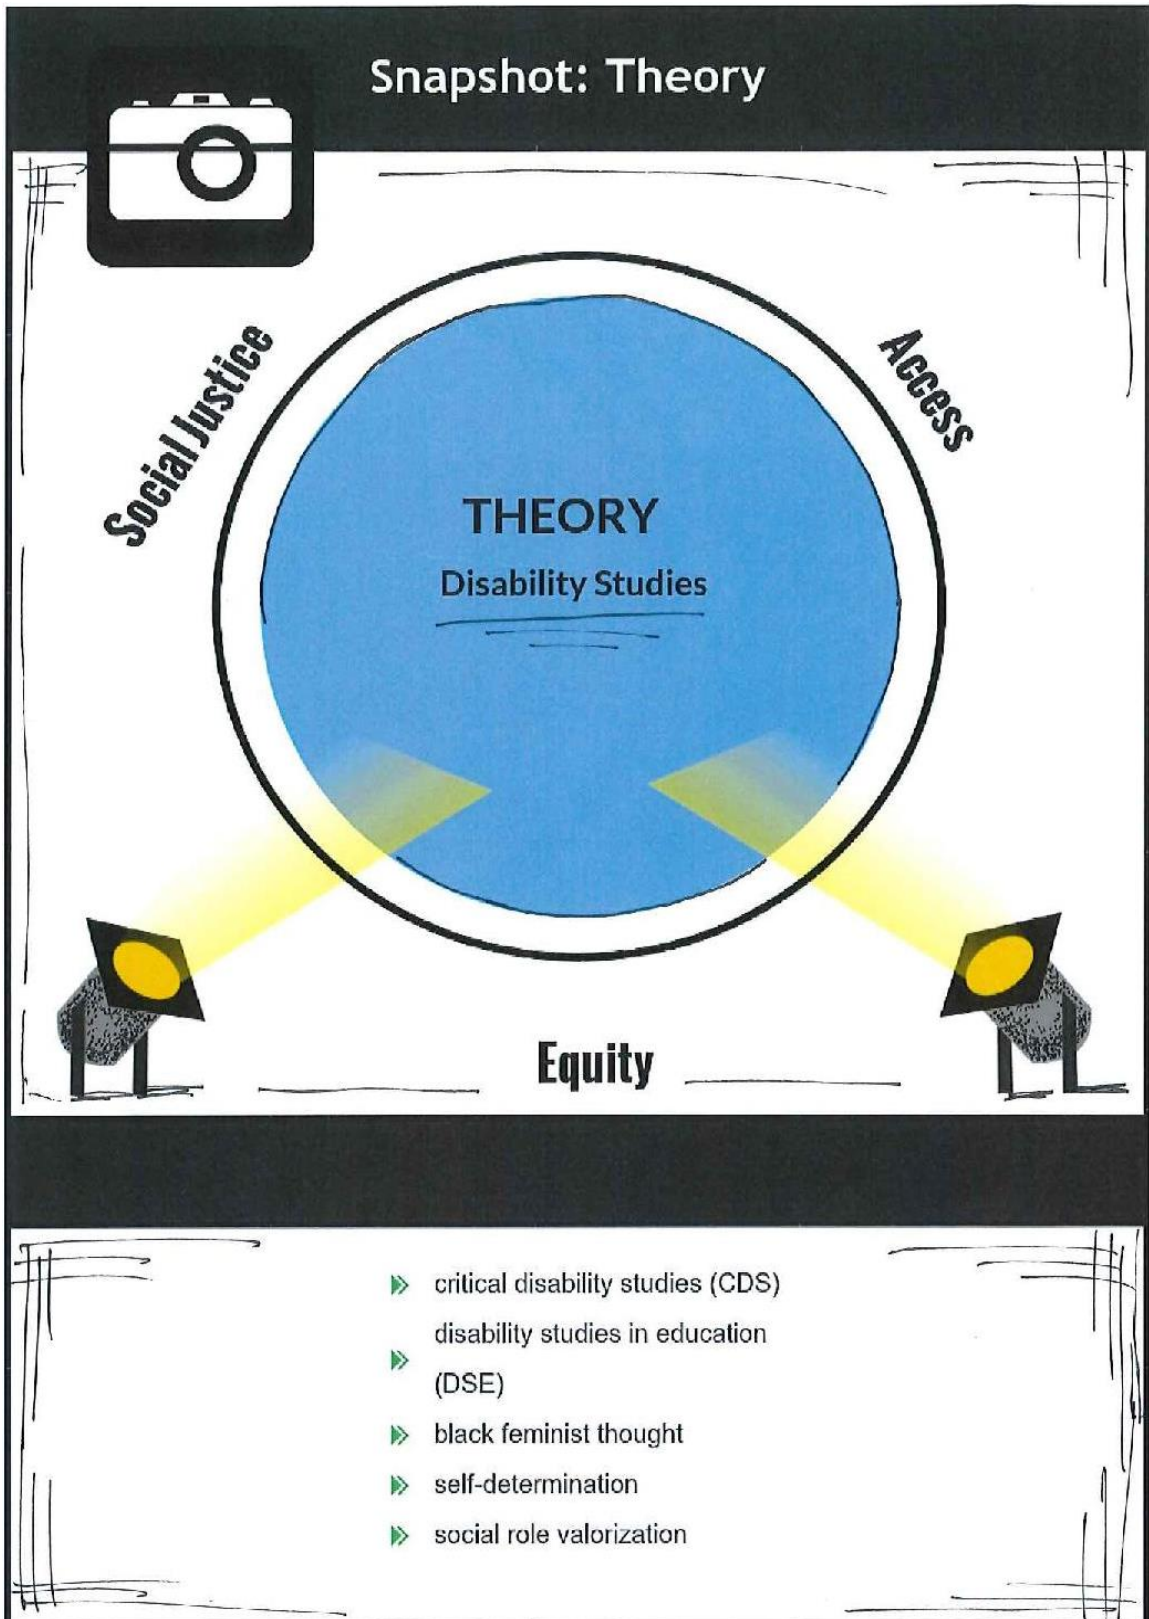 Snapshot: Theory
Social Justice
Access
THEORY
Disability Studies
Equity
critical disability studies (CDS)
disability studies in education
(DSE)
black feminist thought
self-determination
social role valorization